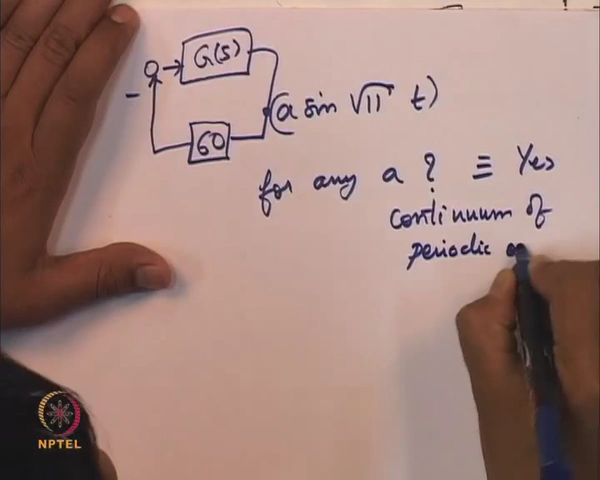 G(s)
-
60
(a sin √11 t)
for any a ? ≡ Yes
continuum of
periodic
NPTEL